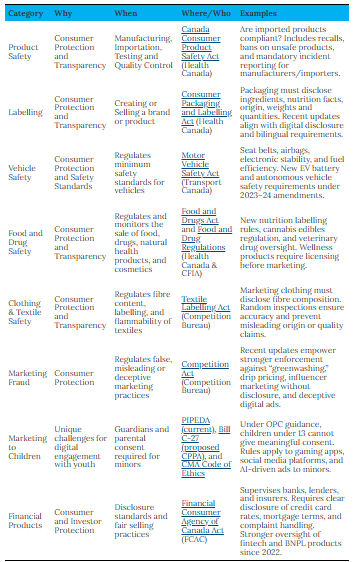 Category Why When Where/Who Examples
Product
Safety
Consumer
Protection
and
Transparency
Manufacturing,
Importation,
Testing and
Quality Control
Canada
Consumer
Product
Safety Act
(Health
Canada)
Are imported products
compliant? Includes recalls,
bans on unsafe products,
and mandatory incident
reporting for
manufacturers/importers.
Labelling
Consumer
Protection
and
Transparency
Creating or
Selling a brand
or product
Consumer
Packaging
and Labelling
Act (Health
Canada)
Packaging must disclose
ingredients, nutrition facts,
origin, weights and
quantities. Recent updates
align with digital disclosure
and bilingual requirements.
Vehicle
Safety
Consumer
Protection
and Safety
Standards
Regulates
minimum
safety
standards for
vehicles
Motor
Vehicle
Safety Act
(Transport
Canada)
Seat belts, airbags,
electronic stability, and fuel
efficiency. New EV battery
and autonomous vehicle
safety requirements under
2023-24 amendments.
Food and
Drug
Safety
Consumer
Protection
and
Transparency
Regulates and
monitors the
sale of food,
drugs, natural
health
products, and
cosmetics
Food and
Drugs Act
and Food and
Drug
Regulations
(Health
Canada &
CFIA)
New nutrition labelling
rules, cannabis edibles
regulation, and veterinary
drug oversight. Wellness
products require licensing
before marketing.
Clothing
& Textile
Safety
Consumer
Protection
and
Transparency
Regulates fibre
content,
labelling, and
flammability of
textiles
Textile
Labelling Act
(Competition
Bureau)
Marketing clothing must
disclose fibre composition.
Random inspections ensure
accuracy and prevent
misleading origin or quality
claims.
Marketing
Fraud
Consumer
Protection
Regulates false,
misleading or
deceptive
marketing
practices
Competition
Act
(Competition
Bureau)
Recent updates empower
stronger enforcement
against "greenwashing,"
drip pricing, influencer
marketing without
disclosure, and deceptive
digital ads.
Marketing
to
Children
Unique
challenges for
digital
engagement
with youth
Guardians and
parental
consent
required for
minors
PIPEDA
(current), Bill
C-27
(proposed
CPPA), and
CMA Code of
Ethics
Under OPC guidance,
children under 13 cannot
give meaningful consent.
Rules apply to gaming apps,
social media platforms, and
AI-driven ads to minors.
Financial
Products
Consumer
and Investor
Protection
Disclosure
standards and
fair selling
practices
Financial
Consumer
Agency of
Canada Act
(FCAC)
Supervises banks, lenders,
and insurers. Requires clear
disclosure of credit card
rates, mortgage terms, and
complaint handling.
Stronger oversight of
fintech and BNPL products
since 2022.